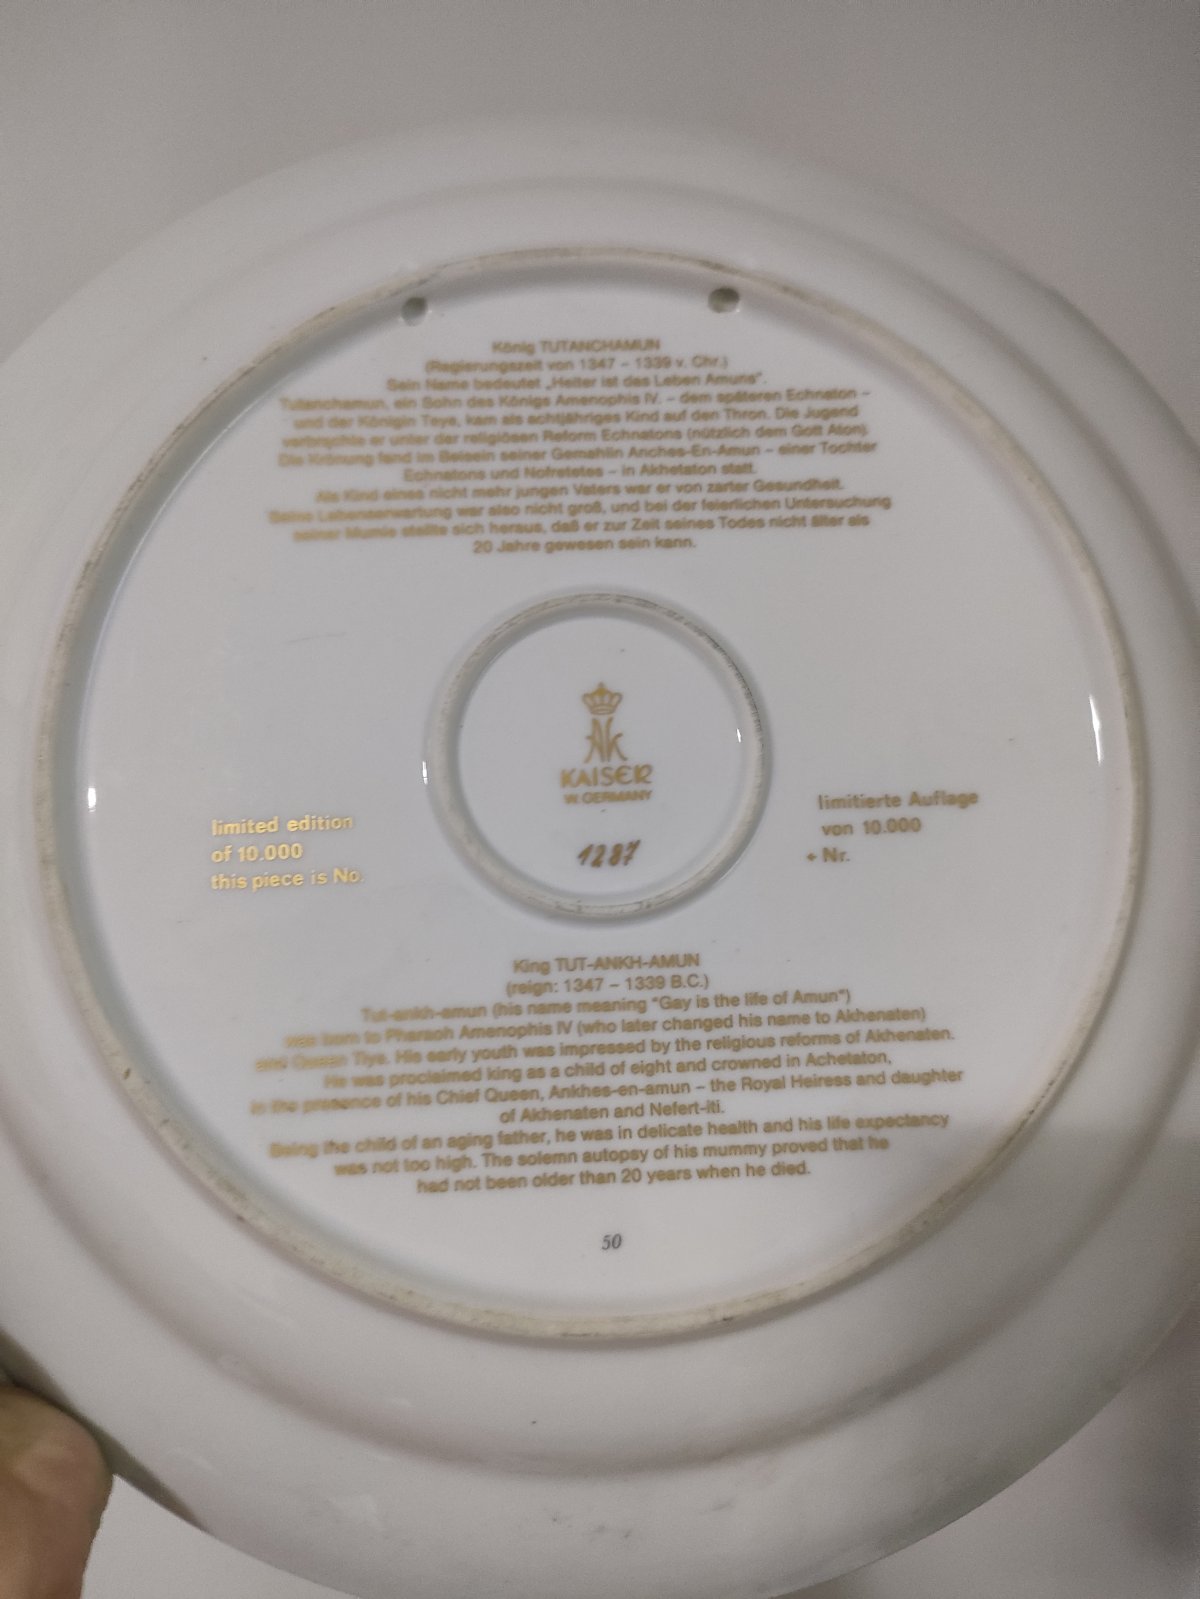 König TUTANCHAMUN
(Regierungszeit von 1347 – 1339 v. Chr.)
Sein Name bedeutet „Heiter ist das Leben Amuns".
Tutanchamun, ein Sohn des Königs Amenophis IV. – dem späteren Echnaton –
und der Königin Teye, kam als achtjähriges Kind auf den Thron. Die Jugend
verbrachte er unter der religiösen Reform Echnatons (nützlich dem Gott Aton).
Die Krönung fand im Beisein seiner Gemahlin Anches-En-Amun – einer Tochter
Echnatons und Nofretetes – in Akhetaton statt.
Als Kind eines nicht mehr jungen Vaters war er von zarter Gesundheit.
Seine Lebenserwartung war also nicht groß, und bei der feierlichen Untersuchung
seiner Mumie stellte sich heraus, daß er zur Zeit seines Todes nicht älter als
20 Jahre gewesen sein kann.
AK
KAISER
W. GERMANY
1287
limited edition
of 10.000
this piece is No.
limitierte Auflage
von 10.000
← Nr.
King TUT-ANKH-AMUN
(reign: 1347 – 1339 B.C.)
Tut-ankh-amun (his name meaning "Gay is the life of Amun")
was born to Pharaoh Amenophis IV (who later changed his name to Akhenaten)
and Queen Tiye. His early youth was impressed by the religious reforms of Akhenaten.
He was proclaimed king as a child of eight and crowned in Achetaton,
in the presence of his Chief Queen, Ankhes-en-amun – the Royal Heiress and daughter
of Akhenaten and Nefert-iti.
Being the child of an aging father, he was in delicate health and his life expectancy
was not too high. The solemn autopsy of his mummy proved that he
had not been older than 20 years when he died.
50